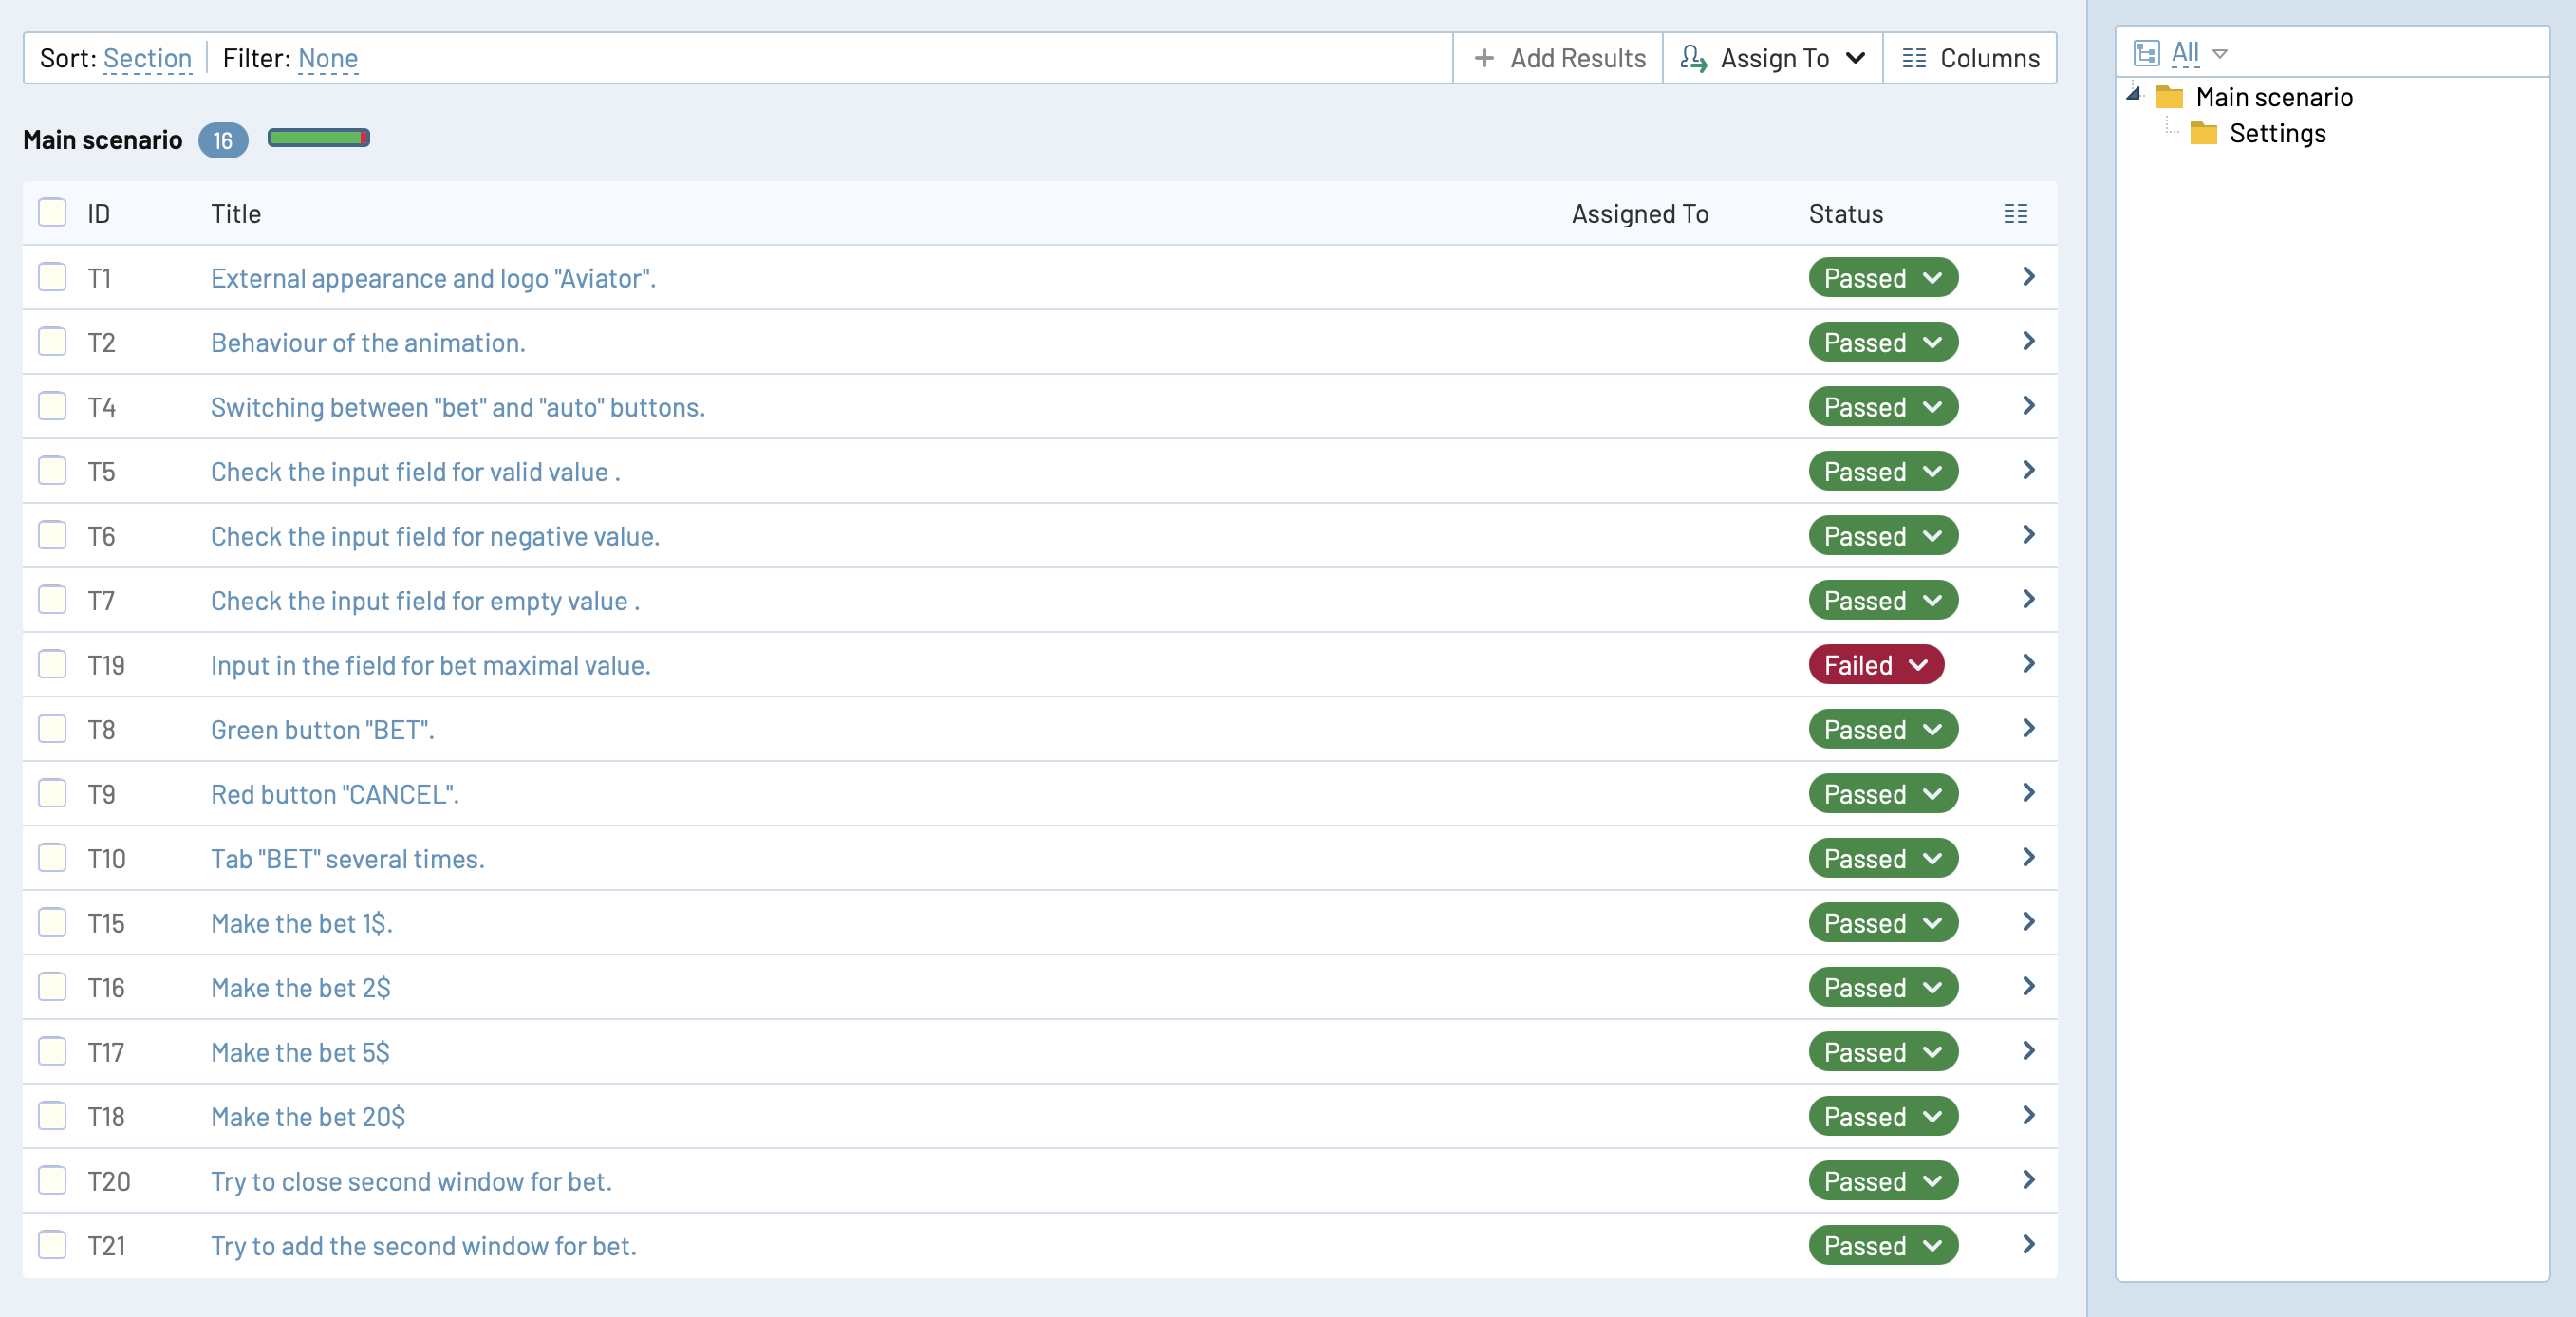 Sort: Section Filter: None + Add Results Assign To Columns
Main scenario 16
ID Title Assigned To Status
T1 External appearance and logo "Aviator". Passed
T2 Behaviour of the animation. Passed
T4 Switching between "bet" and "auto" buttons. Passed
T5 Check the input field for valid value . Passed
T6 Check the input field for negative value. Passed
T7 Check the input field for empty value . Passed
T19 Input in the field for bet maximal value. Failed
T8 Green button "BET". Passed
T9 Red button "CANCEL". Passed
T10 Tab "BET" several times. Passed
T15 Make the bet 1$. Passed
T16 Make the bet 2$ Passed
T17 Make the bet 5$ Passed
T18 Make the bet 20$ Passed
T20 Try to close second window for bet. Passed
T21 Try to add the second window for bet. Passed
All
Main scenario
Settings